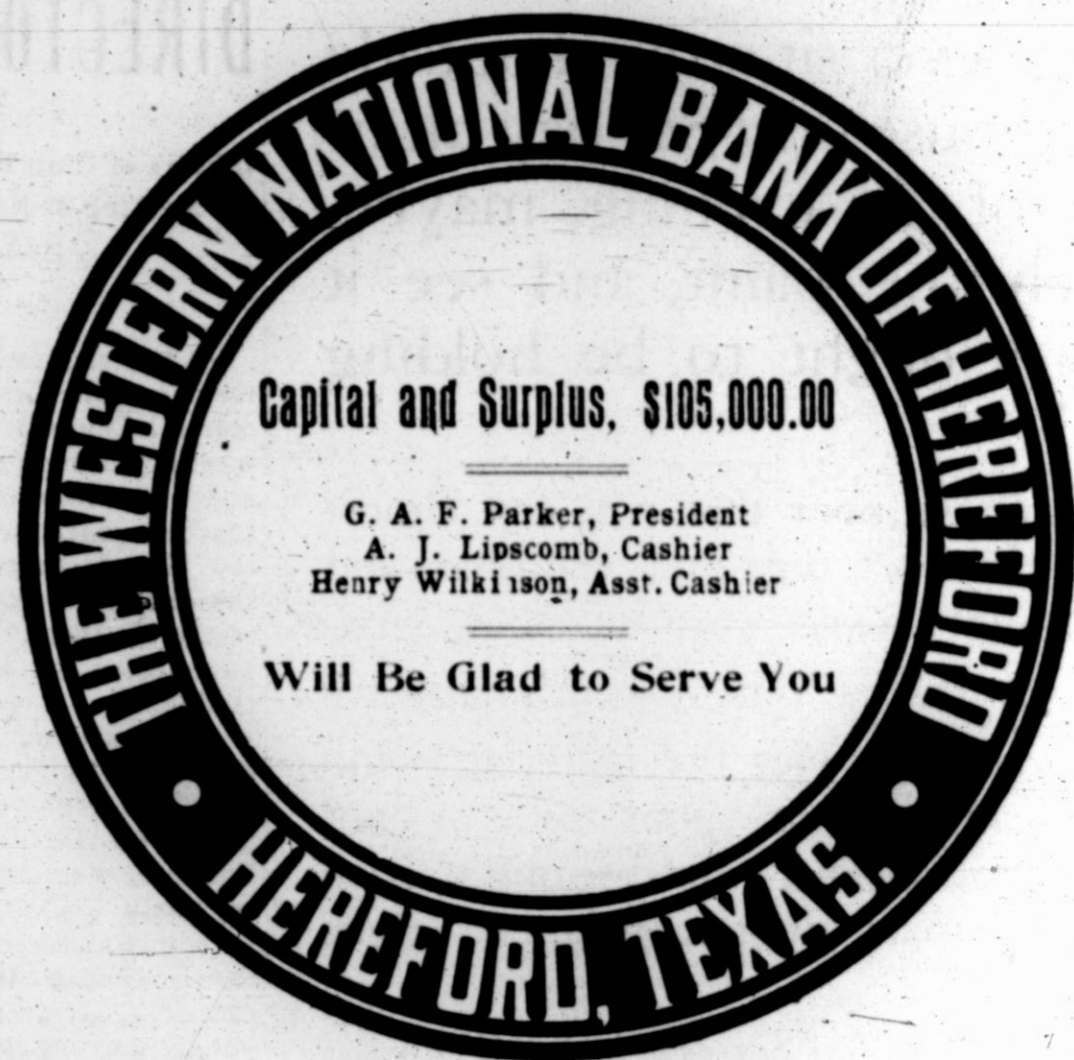 THE WESTERN NATIONAL BANK OF HEREFORD
Capital and Surplus, $105,000.00
G. A. F. Parker, President
A. J. Lipscomb, Cashier
Henry Wilkinson, Asst. Cashier
Will Be Glad to Serve You
HEREFORD, TEXAS.